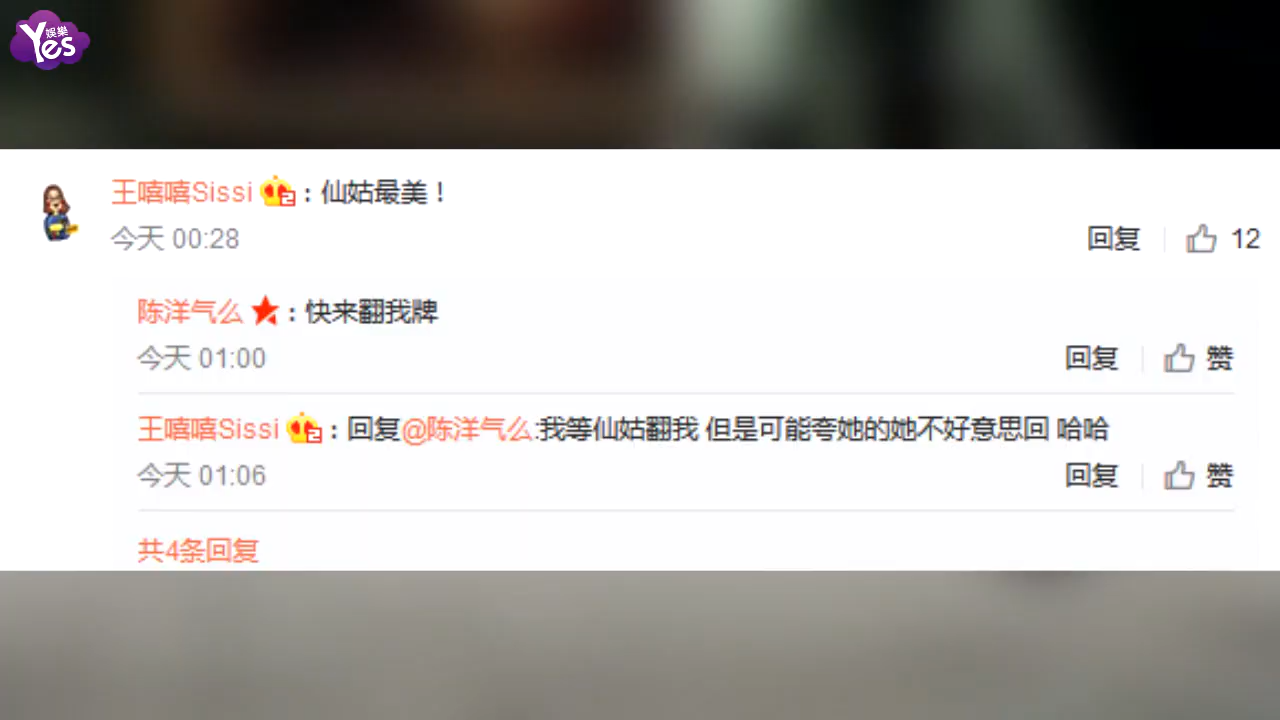 Yes 娛樂
王嘻嘻Sissi 2 : 仙姑最美！
今天 00:28 回复 12
陈洋气么 : 快来翻我牌
今天 01:00 回复 赞
王嘻嘻Sissi 2 : 回复@陈洋气么:我等仙姑翻我 但是可能夸她的她不好意思回 哈哈
今天 01:06 回复 赞
共4条回复